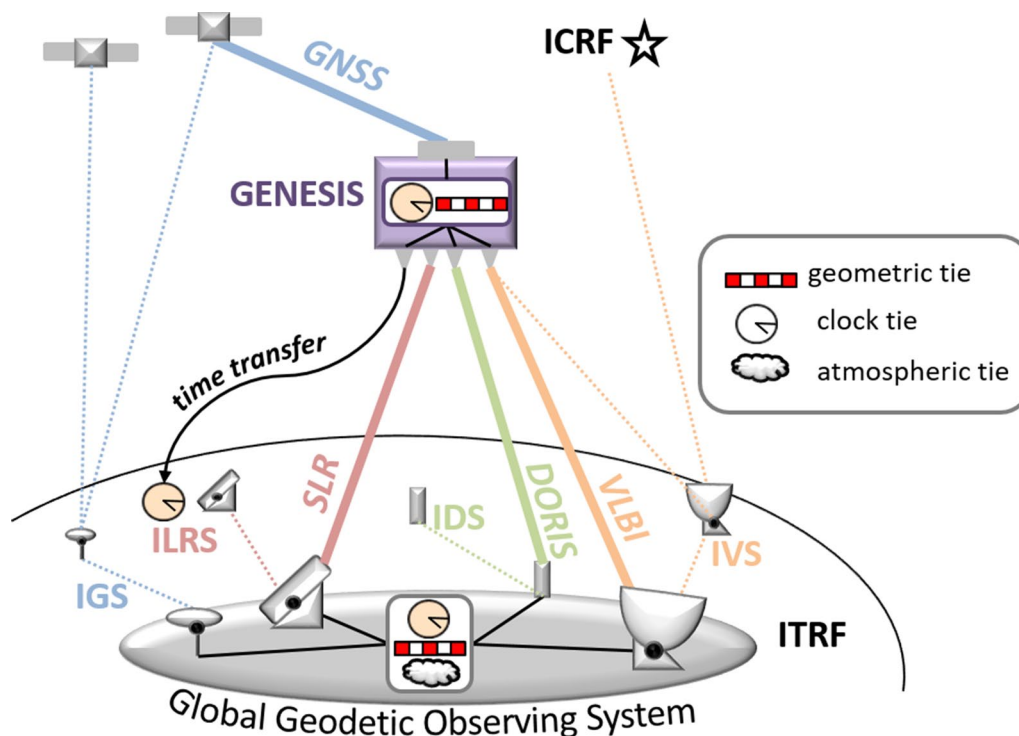 ICRF
GNSS
GENESIS
geometric tie
clock tie
atmospheric tie
time transfer
SLR
DORIS
VLBI
IDS
ILRS
IVS
IGS
ITRF
Global Geodetic Observing System